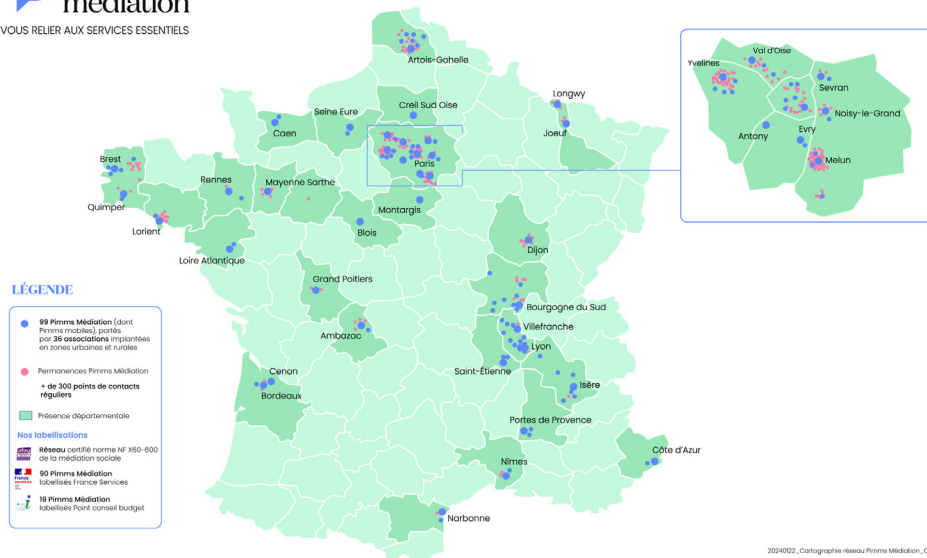 médiation
VOUS RELIER AUX SERVICES ESSENTIELS
Artois-Gohelle
Longwy
Creil Sud Oise
Seine Eure
Caen
Joeuf
Paris
Brest
Rennes
Mayenne Sarthe
Quimper
Lorient
Montargis
Blois
Loire Atlantique
Dijon
Grand Poitiers
Bourgogne du Sud
Ambazac
Villefranche
Lyon
Saint-Étienne
Isère
Cenon
Bordeaux
Portes de Provence
Côte d'Azur
Nîmes
Narbonne
Val d'Oise
Yvelines
Sevran
Noisy-le-Grand
Antony
Evry
Melun
LÉGENDE
99 Pimms Médiation (dont
Pimms mobiles), portés
par 36 associations implantées
en zones urbaines et rurales
Permanences Pimms Médiation
+ de 300 points de contacts
réguliers
Présence départementale
Nos labellisations
Réseau certifié norme NF X60-600
de la médiation sociale
90 Pimms Médiation
labellisés France Services
France
services
19 Pimms Médiation
labellisés Point conseil budget